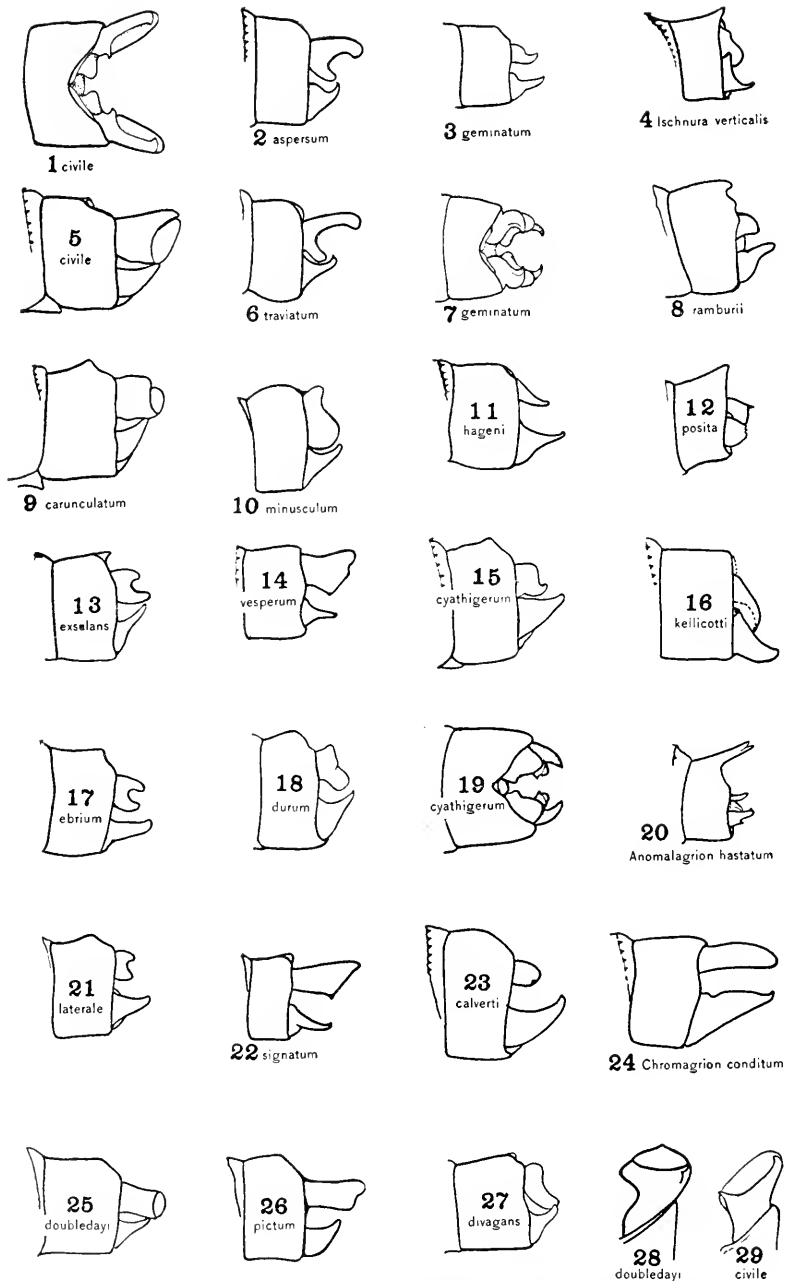 1 civile
2 aspersum
3 geminatum
4 Ischnura verticalis
5
civile
6 traviatum
7 geminatum
8 ramburii
9 carunculatum
10 minusculum
11
hageni
12
posita
13
exsulans
14
vesperum
15
cyathigerum
16
kellicotti
17
ebrium
18
durum
19
cyathigerum
20
Anomalagrion hastatum
21
laterale
22 signatum
23
calverti
24 Chromagrion conditum
25
doubledayi
26
pictum
27
divagans
28
doubledayi
29
civile